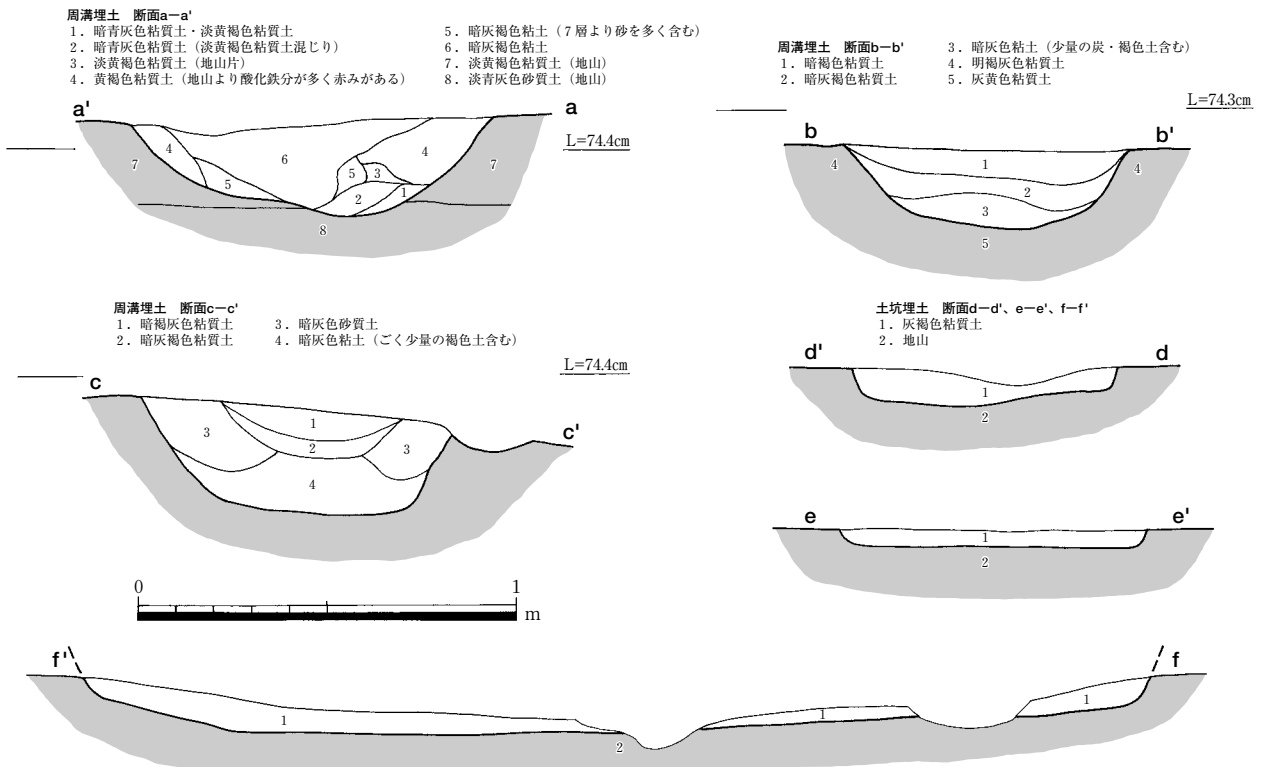 周溝埋土 断面a―a'
1．暗青灰色粘質土・淡黄褐色粘質土
2．暗青灰色粘質土（淡黄褐色粘質土混じり）
3．淡黄褐色粘質土（地山片）
4．黄褐色粘質土（地山より酸化鉄分が多く赤みがある）
5．暗灰褐色粘土（7層より砂を多く含む）
6．暗灰褐粘質土
7．淡黄褐色粘質土（地山）
8．淡青灰色砂質土（地山）
a'
a
L=74.4cm
7
4
5
6
5
3
4
2
1
7
8
周溝埋土 断面b―b'
1．暗褐色粘質土
2．暗灰褐色粘質土
3．暗灰色粘土（少量の炭・褐色土含む）
4．明褐灰色粘質土
5．灰黄色粘質土
L=74.3cm
b
b'
4
1
2
3
4
5
周溝埋土 断面c―c'
1．暗褐灰色粘質土
2．暗灰褐色粘質土
3．暗灰色砂質土
4．暗灰色粘土（ごく少量の褐色土含む）
L=74.4cm
c
c'
3
1
2
3
4
土坑埋土 断面d―d'、e―e'、f―f'
1．灰褐色粘質土
2．地山
d'
d
1
2
e
e'
1
2
0
1
m
f'
f
1
1
1
2